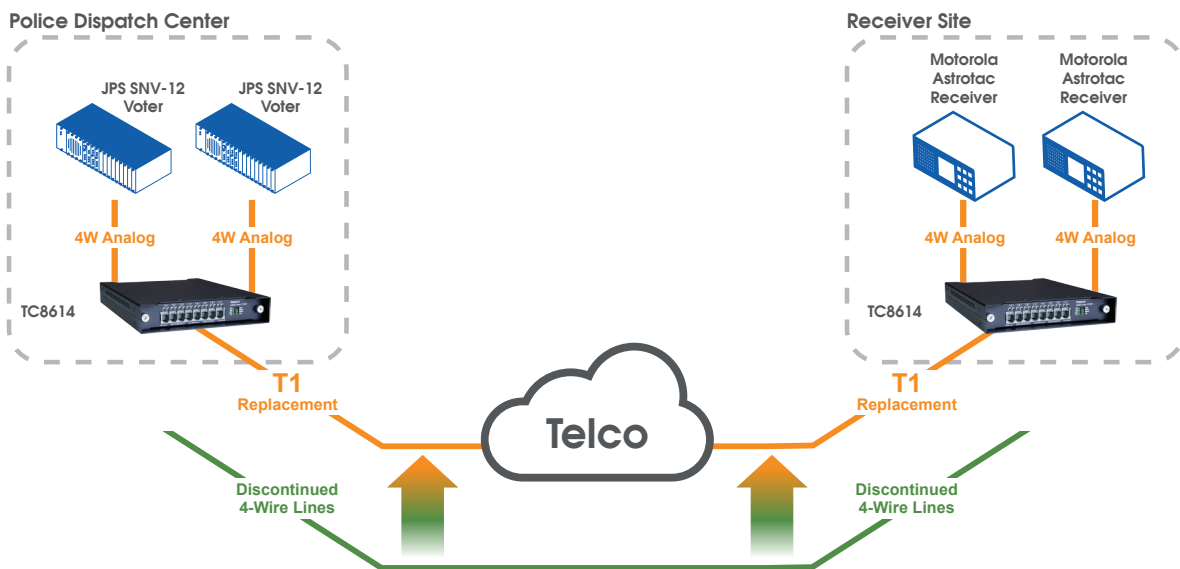 Police Dispatch Center
JPS SNV-12
Voter
JPS SNV-12
Voter
4W Analog
4W Analog
TC8614
Receiver Site
Motorola
Astrotac
Receiver
Motorola
Astrotac
Receiver
4W Analog
4W Analog
TC8614
T1
Replacement
Telco
T1
Replacement
Discontinued
4-Wire Lines
Discontinued
4-Wire Lines